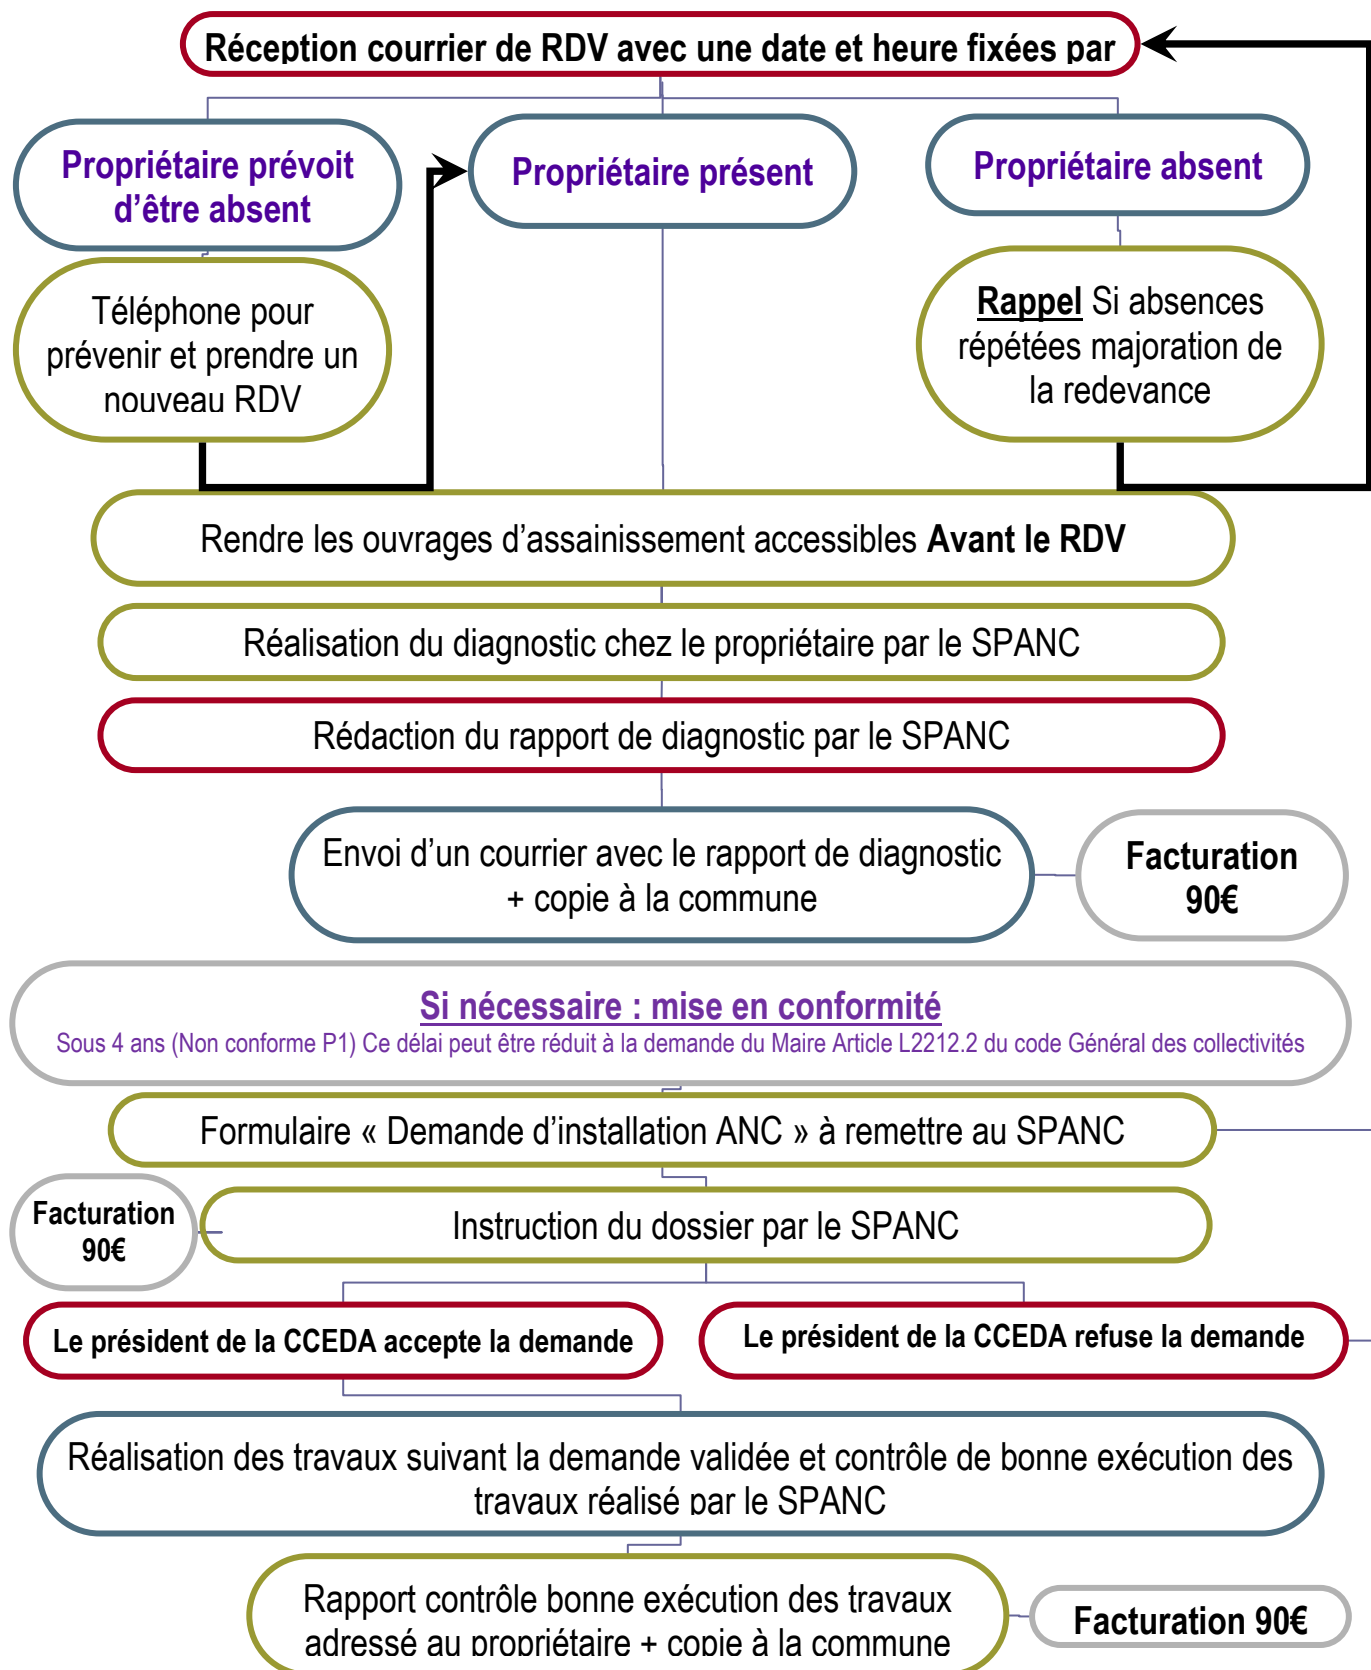 Réception courrier de RDV avec une date et heure fixées par
Propriétaire prévoit
d’être absent
Propriétaire présent
Propriétaire absent
Téléphone pour
prévenir et prendre un
nouveau RDV
Rappel Si absences
répétées majoration de
la redevance
Rendre les ouvrages d’assainissement accessibles Avant le RDV
Réalisation du diagnostic chez le propriétaire par le SPANC
Rédaction du rapport de diagnostic par le SPANC
Envoi d’un courrier avec le rapport de diagnostic
+ copie à la commune
Facturation
90€
Si nécessaire : mise en conformité
Sous 4 ans (Non conforme P1) Ce délai peut être réduit à la demande du Maire Article L2212.2 du code Général des collectivités
Formulaire « Demande d’installation ANC » à remettre au SPANC
Facturation
90€
Instruction du dossier par le SPANC
Le président de la CCEDA accepte la demande
Le président de la CCEDA refuse la demande
Réalisation des travaux suivant la demande validée et contrôle de bonne exécution des
travaux réalisé par le SPANC
Rapport contrôle bonne exécution des travaux
adressé au propriétaire + copie à la commune
Facturation 90€